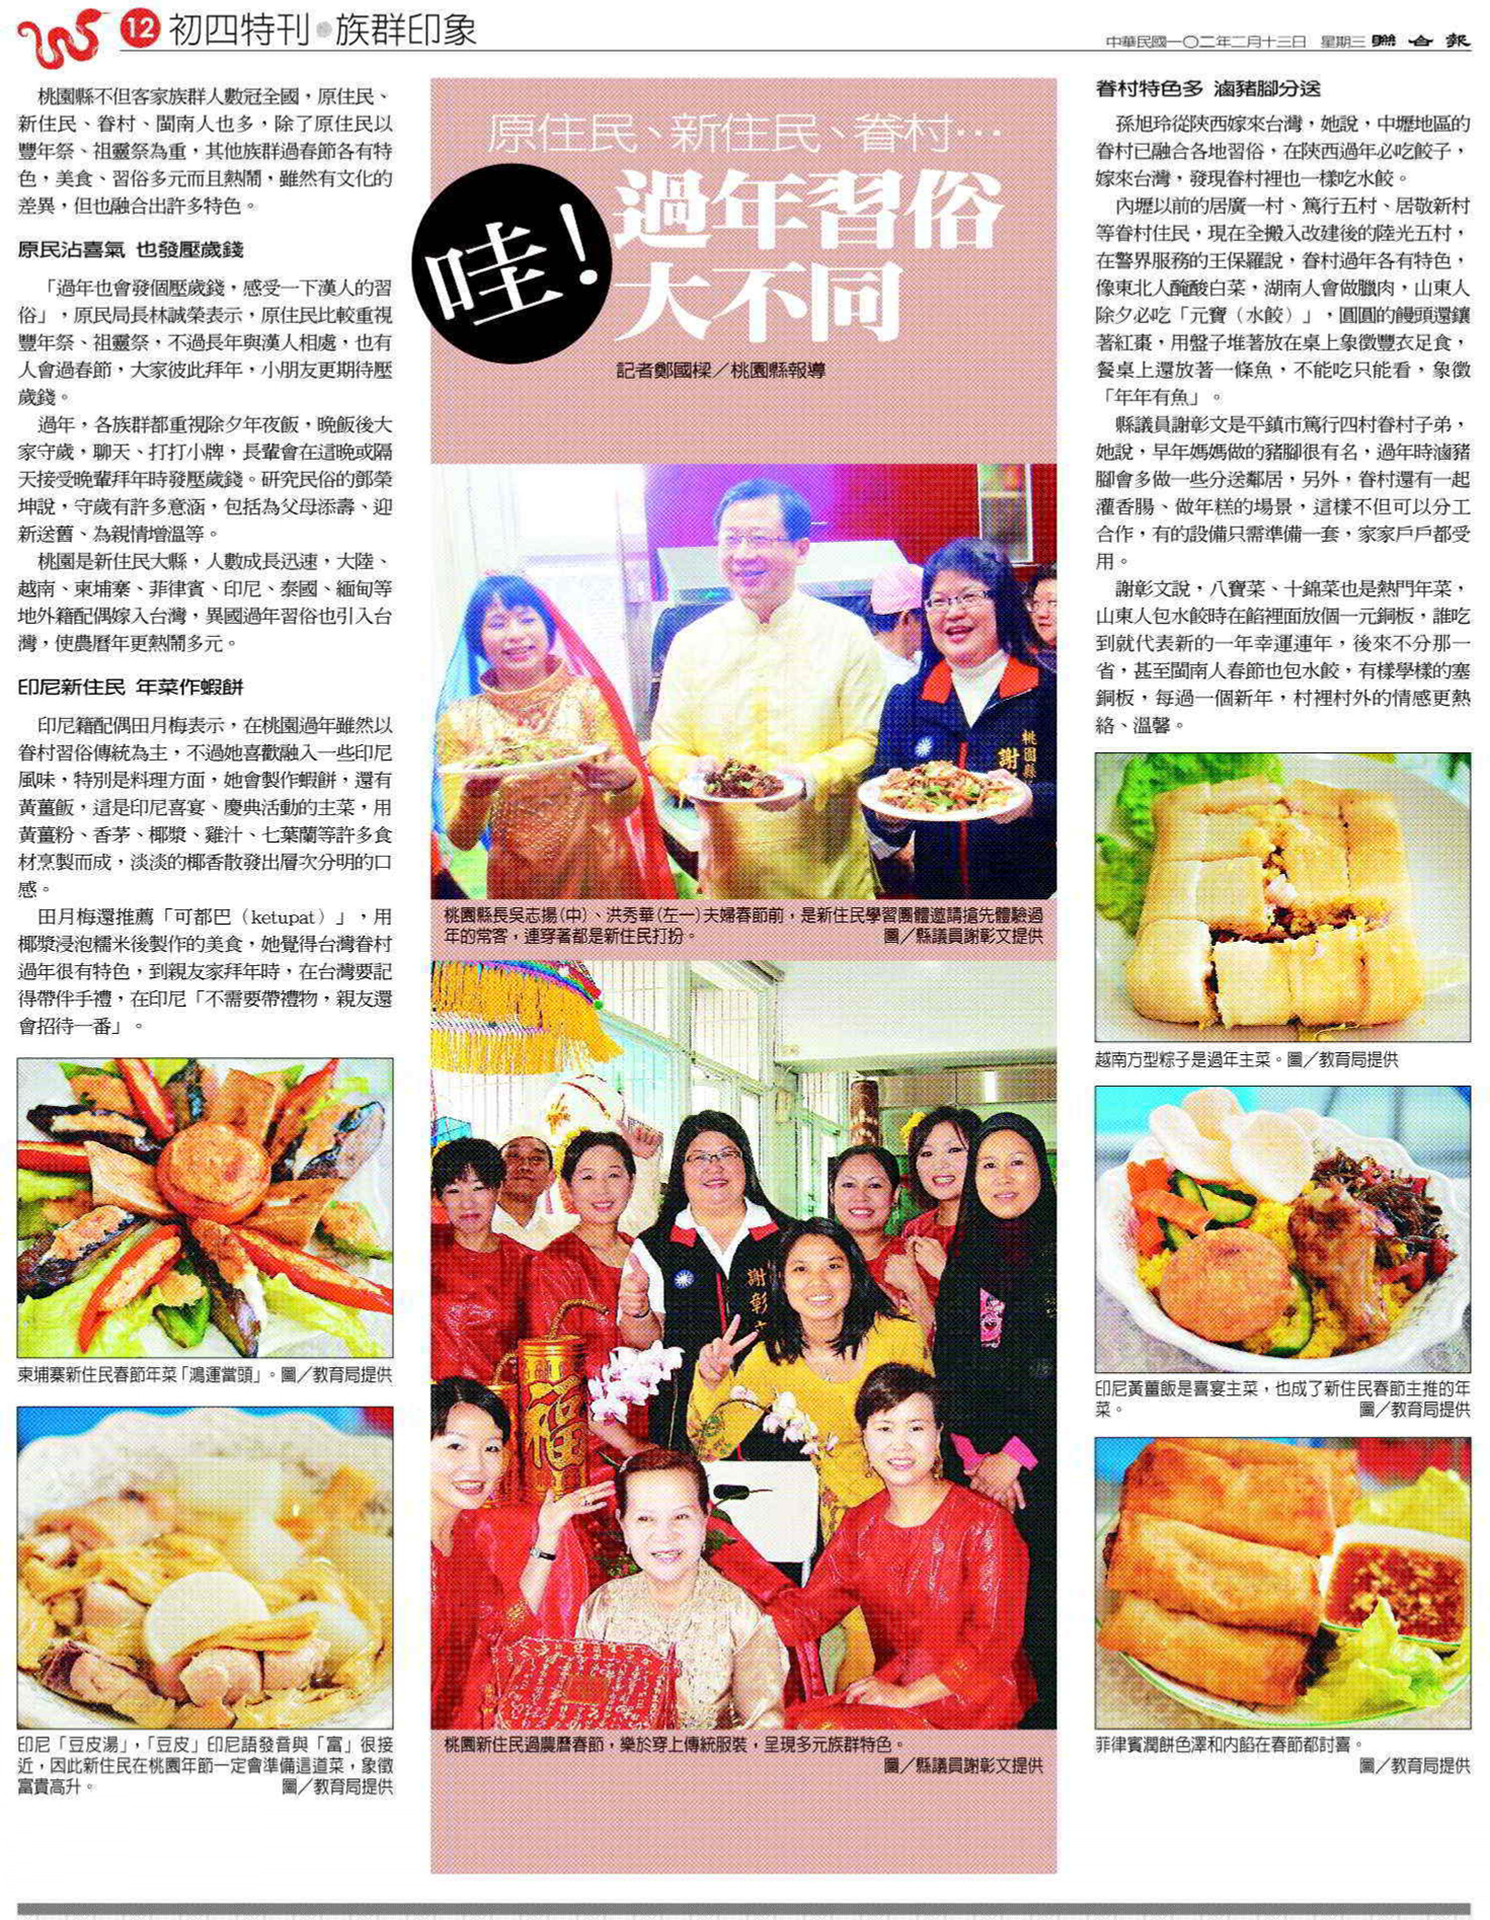 12 初四特刊●族群印象
中華民國一〇二年二月十三日 星期三 聯合報
原住民、新住民、眷村…
哇!
過年習俗
大不同
記者鄭國樑／桃園縣報導
桃園縣不但客家族群人數冠全國，原住民、
新住民、眷村、閩南人也多，除了原住民以
豐年祭、祖靈祭為重，其他族群過春節各有特
色，美食、習俗多元而且熱鬧，雖然有文化的
差異，但也融合出許多特色。
原民沾喜氣 也發壓歲錢
「過年也會發個壓歲錢，感受一下漢人的習
俗」，原民局長林誠榮表示，原住民比較重視
豐年祭、祖靈祭，不過長年與漢人相處，也有
人會過春節，大家彼此拜年，小朋友更期待壓
歲錢。
過年，各族群都重視除夕年夜飯，晚飯後大
家守歲，聊天、打打小牌，長輩會在這晚或隔
天接受晚輩拜年時發壓歲錢。研究民俗的鄧榮
坤說，守歲有許多意涵，包括為父母添壽、迎
新送舊、為親情增溫等。
桃園是新住民大縣，人數成長迅速，大陸、
越南、柬埔寨、菲律賓、印尼、泰國、緬甸等
地外籍配偶嫁入台灣，異國過年習俗也引入台
灣，使農曆年更熱鬧多元。
印尼新住民 年菜作蝦餅
印尼籍配偶田月梅表示，在桃園過年雖然以
眷村習俗傳統為主，不過她喜歡融入一些印尼
風味，特別是料理方面，她會製作蝦餅，還有
黃薑飯，這是印尼喜宴、慶典活動的主菜，用
黃薑粉、香茅、椰漿、雞汁、七葉蘭等許多食
材烹製而成，淡淡的椰香散發出層次分明的口
感。
田月梅還推薦「可都巴（ketupat）」，用
椰漿浸泡糯米後製作的美食，她覺得台灣眷村
過年很有特色，到親友家拜年時，在台灣要記
得帶伴手禮，在印尼「不需要帶禮物，親友還
會招待一番」。
柬埔寨新住民春節年菜「鴻運當頭」。圖／教育局提供
印尼「豆皮湯」，「豆皮」印尼語發音與「富」很接
近，因此新住民在桃園年節一定會準備這道菜，象徵
富貴高升。 圖／教育局提供
桃園縣
謝
桃園縣長吳志揚(中)、洪秀華(左一)夫婦春節前，是新住民學習團體邀請搶先體驗過
年的常客，連穿著都是新住民打扮。 圖／縣議員謝彰文提供
謝彰文
福
桃園新住民過農曆春節，樂於穿上傳統服裝，呈現多元族群特色。
圖／縣議員謝彰文提供
眷村特色多 滷豬腳分送
孫旭玲從陝西嫁來台灣，她說，中壢地區的
眷村已融合各地習俗，在陝西過年必吃餃子，
嫁來台灣，發現眷村裡也一樣吃水餃。
內壢以前的居廣一村、篤行五村、居敬新村
等眷村住民，現在全搬入改建後的陸光五村，
在警界服務的王保羅說，眷村過年各有特色，
像東北人醃酸白菜，湖南人會做臘肉，山東人
除夕必吃「元寶（水餃）」，圓圓的饅頭還鑲
著紅棗，用盤子堆著放在桌上象徵豐衣足食，
餐桌上還放著一條魚，不能吃只能看，象徵
「年年有魚」。
縣議員謝彰文是平鎮市篤行四村眷村子弟，
她說，早年媽媽做的豬腳很有名，過年時滷豬
腳會多做一些分送鄰居，另外，眷村還有一起
灌香腸、做年糕的場景，這樣不但可以分工
合作，有的設備只需準備一套，家家戶戶都受
用。
謝彰文說，八寶菜、十錦菜也是熱門年菜，
山東人包水餃時在餡裡面放個一元銅板，誰吃
到就代表新的一年幸運連年，後來不分那一
省，甚至閩南人春節也包水餃，有樣學樣的塞
銅板，每過一個新年，村裡村外的情感更熱
絡、溫馨。
越南方型粽子是過年主菜。圖／教育局提供
印尼黃薑飯是喜宴主菜，也成了新住民春節主推的年
菜。 圖／教育局提供
菲律賓潤餅色澤和內餡在春節都討喜。
圖／教育局提供